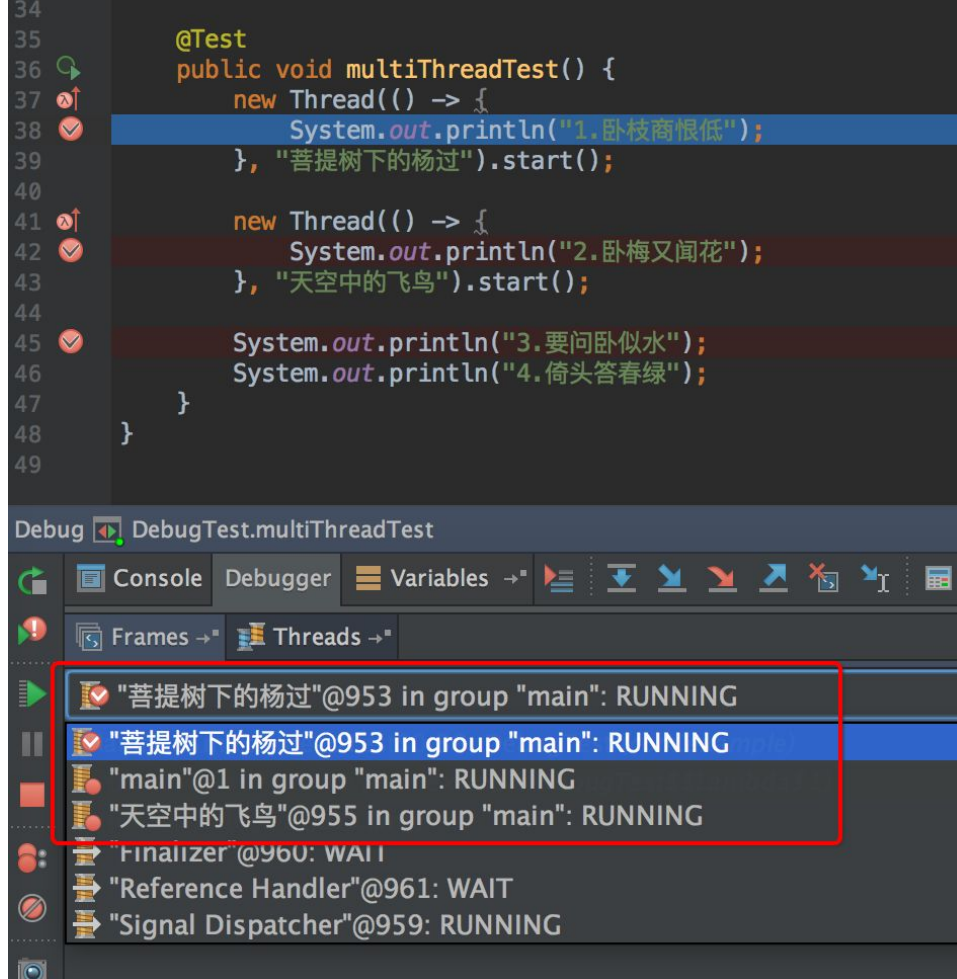 34
35 @Test
36 public void multiThreadTest() {
37 new Thread(() -> {
38 System.out.println("1.卧枝商恨低");
39 }, "菩提树下的杨过").start();
40
41 new Thread(() -> {
42 System.out.println("2.卧梅又闻花");
43 }, "天空中的飞鸟").start();
44
45 System.out.println("3.要问卧似水");
46 System.out.println("4.倚头答春绿");
47 }
48 }
49
Debug DebugTest.multiThreadTest
Console Debugger Variables
Frames Threads
"菩提树下的杨过"@953 in group "main": RUNNING
"菩提树下的杨过"@953 in group "main": RUNNING
"main"@1 in group "main": RUNNING
"天空中的飞鸟"@955 in group "main": RUNNING
"Finalizer"@960: WAIT
"Reference Handler"@961: WAIT
"Signal Dispatcher"@959: RUNNING